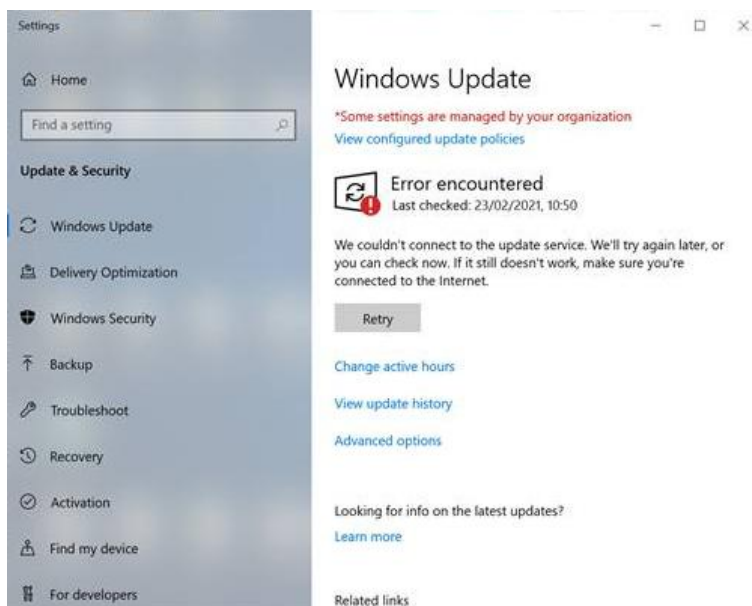 Settings
Home
Find a setting
Update & Security
Windows Update
Delivery Optimization
Windows Security
Backup
Troubleshoot
Recovery
Activation
Find my device
For developers
Windows Update
*Some settings are managed by your organization
View configured update policies
Error encountered
Last checked: 23/02/2021, 10:50
We couldn't connect to the update service. We'll try again later, or
you can check now. If it still doesn't work, make sure you're
connected to the Internet.
Retry
Change active hours
View update history
Advanced options
Looking for info on the latest updates?
Learn more
Related links